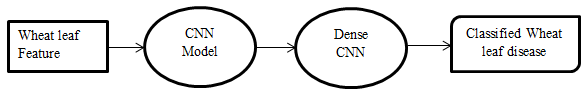 Wheat leaf
Feature
CNN
Model
Dense
CNN
Classified Wheat
leaf disease